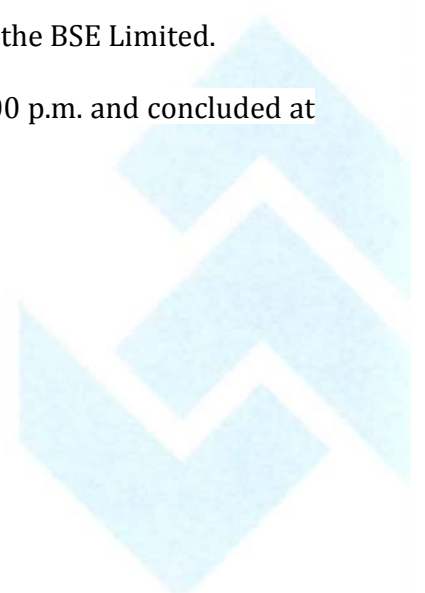 the BSE Limited.
00 p.m. and concluded at